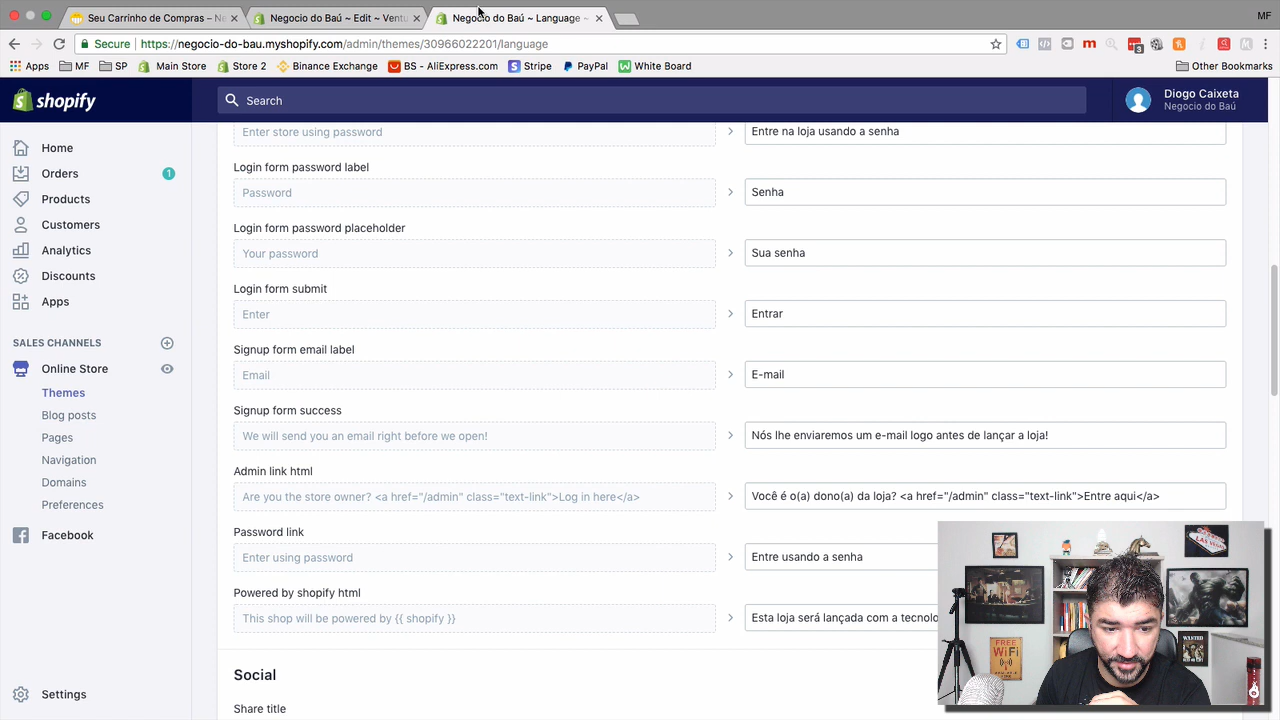 Seu Carrinho de Compras – Ne
Negocio do Baú ~ Edit ~ Ventu
Negocio do Baú ~ Language ~
MF
Secure
https://negocio-do-bau.myshopify.com/admin/themes/30966022201/language
3
Apps
MF
SP
Main Store
Store 2
Binance Exchange
BS - AliExpress.com
Stripe
PayPal
White Board
Other Bookmarks
shopify
Search
Diogo Caixeta
Negocio do Baú
Home
Orders
1
Products
Customers
Analytics
Discounts
Apps
SALES CHANNELS
Online Store
Themes
Blog posts
Pages
Navigation
Domains
Preferences
Facebook
Settings
Enter store using password
Entre na loja usando a senha
Login form password label
Password
Senha
Login form password placeholder
Your password
Sua senha
Login form submit
Enter
Entrar
Signup form email label
Email
E-mail
Signup form success
We will send you an email right before we open!
Nós lhe enviaremos um e-mail logo antes de lançar a loja!
Admin link html
Are you the store owner? <a href="/admin" class="text-link">Log in here</a>
Você é o(a) dono(a) da loja? <a href="/admin" class="text-link">Entre aqui</a>
Password link
Enter using password
Entre usando a senha
Powered by shopify html
This shop will be powered by {{ shopify }}
Esta loja será lançada com a tecnolo
Social
Share title
LAS VEGAS
FREE
WiFi
WANTED